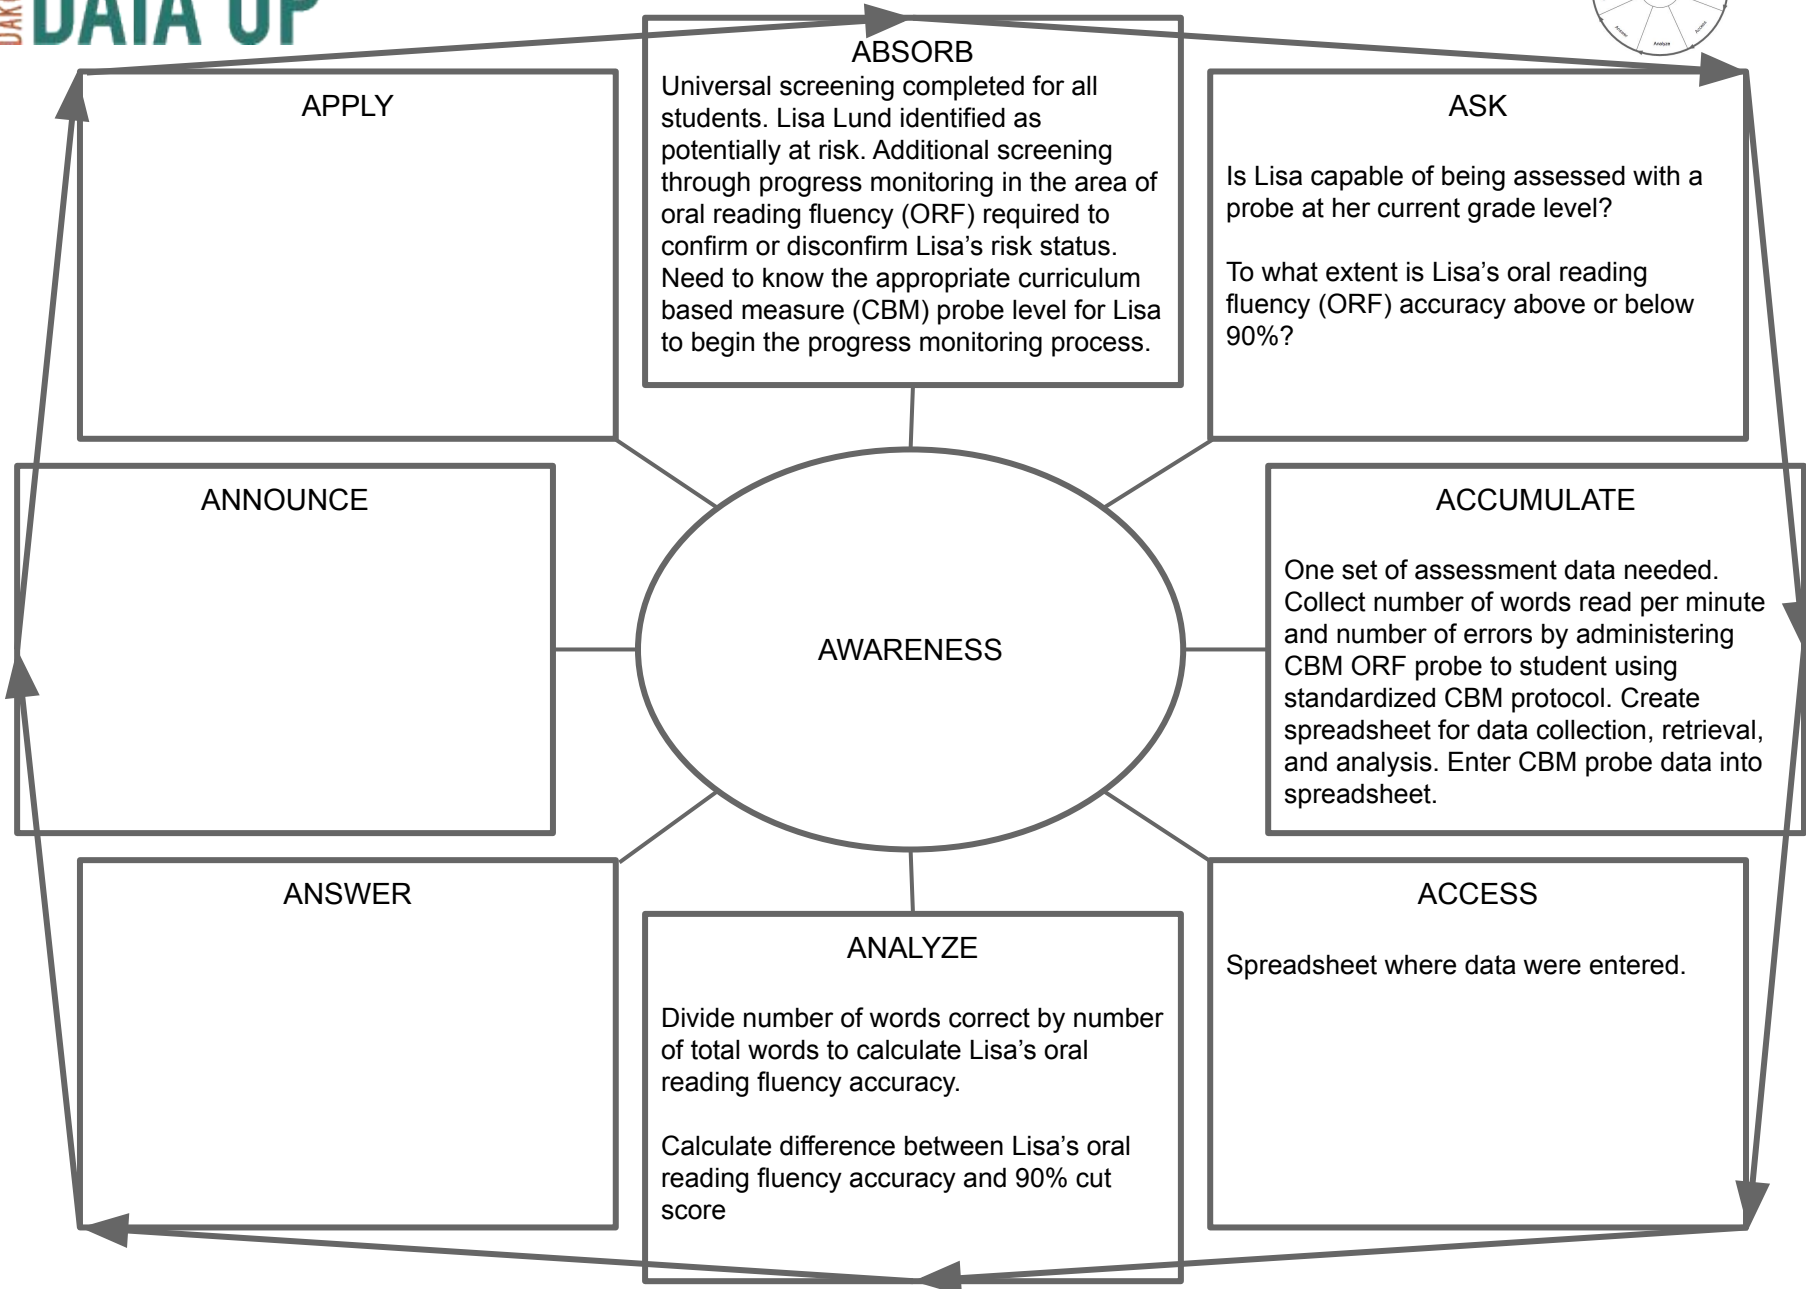 DATA UP
ABSORB
Universal screening completed for all
students. Lisa Lund identified as
potentially at risk. Additional screening
through progress monitoring in the area of
oral reading fluency (ORF) required to
confirm or disconfirm Lisa’s risk status.
Need to know the appropriate curriculum
based measure (CBM) probe level for Lisa
to begin the progress monitoring process.
ASK
Is Lisa capable of being assessed with a
probe at her current grade level?
To what extent is Lisa’s oral reading
fluency (ORF) accuracy above or below
90%?
ACCUMULATE
One set of assessment data needed.
Collect number of words read per minute
and number of errors by administering
CBM ORF probe to student using
standardized CBM protocol. Create
spreadsheet for data collection, retrieval,
and analysis. Enter CBM probe data into
spreadsheet.
ACCESS
Spreadsheet where data were entered.
ANALYZE
Divide number of words correct by number
of total words to calculate Lisa’s oral
reading fluency accuracy.
Calculate difference between Lisa’s oral
reading fluency accuracy and 90% cut
score
ANSWER
ANNOUNCE
APPLY
AWARENESS
Answer
Analyze
Access